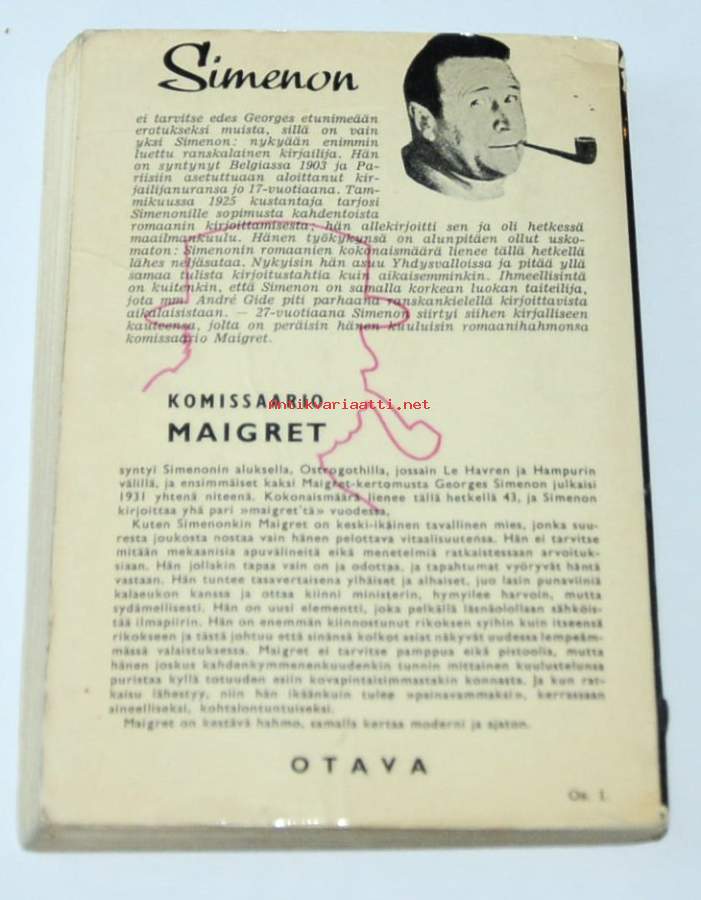 Simenon
ei tarvitse edes Georges etunimeään
erotukseksi muista, sillä on vain
yksi Simenon: nykyään enimmin
luettu ranskalainen kirjailija. Hän
on syntynyt Belgiassa 1903 ja Pa-
riisiin asetuttuaan aloittanut kir-
jailijanuransa jo 17-vuotiaana. Tam-
mikuussa 1925 kustantaja tarjosi
Simenonille sopimusta kahdentoista
romaanin kirjoittamisesta; hän allekirjoitti sen ja oli hetkessä
maailmankuulu. Hänen työkykynsä on alunpitäen ollut usko-
maton: Simenonin romaanien kokonaismäärä lienee tällä hetkellä
lähes neljäsataa. Nykyisin hän asuu Yhdysvalloissa ja pitää yllä
samaa tulista kirjoitustahtia kuin aikaisemminkin. Ihmeellisintä
on kuitenkin, että Simenon on samalla korkean luokan taiteilija,
jota mm. André Gide piti parhaana ranskankielellä kirjoittavista
aikalaisistaan. — 27-vuotiaana Simenon siirtyi siihen kirjalliseen
kauteensa, jolta on peräisin hänen kuuluisin romaanihahmonsa
komissaario Maigret.
KOMISSAARIO
Antikvariaatti.net
MAIGRET
syntyi Simenonin aluksella, Ostrogothilla, jossain Le Havren ja Hampurin
välillä, ja ensimmäiset kaksi Maigret-kertomusta Georges Simenon julkaisi
1931 yhtenä niteenä. Kokonaismäärä lienee tällä hetkellä 43, ja Simenon
kirjoittaa yhä pari »maigret'tä» vuodessa.
Kuten Simenonkin Maigret on keski-ikäinen tavallinen mies, jonka suu-
resta joukosta nostaa vain hänen pelottava vitaalisuutensa. Hän ei tarvitse
mitään mekaanisia apuvälineitä eikä menetelmiä ratkaistessaan arvoituk-
siaan. Hän jollakin tapaa vain on ja odottaa, ja tapahtumat vyöryvät häntä
vastaan. Hän tuntee tasavertaisena ylhäiset ja alhaiset, juo lasin punaviiniä
kalaeukon kanssa ja ottaa kiinni ministerin, hymyilee harvoin, mutta
sydämellisesti. Hän on uusi elementti, joka pelkällä läsnäolollaan sähköis-
tää ilmapiirin. Hän on enemmän kiinnostunut rikoksen syihin kuin itseensä
rikokseen ja tästä johtuu että sinänsä kolkot asiat näkyvät uudessa lempeäm-
mässä valaistuksessa. Maigret ei tarvitse pamppua eikä pistoolia, mutta
hänen joskus kahdenkymmenenkuudenkin tunnin mittainen kuulustelunsa
puristaa kyllä totuuden esiin kovapintaisimmastakin konnasta. Ja kun rat-
kaisu lähestyy, niin hän ikäänkuin tulee »painavammaksi», kerrassaan
aineelliseksi, kohtalontuntuiseksi.
Maigret on kestävä hahmo, samalla kertaa moderni ja ajaton.
OTAVA
Ov. 1.